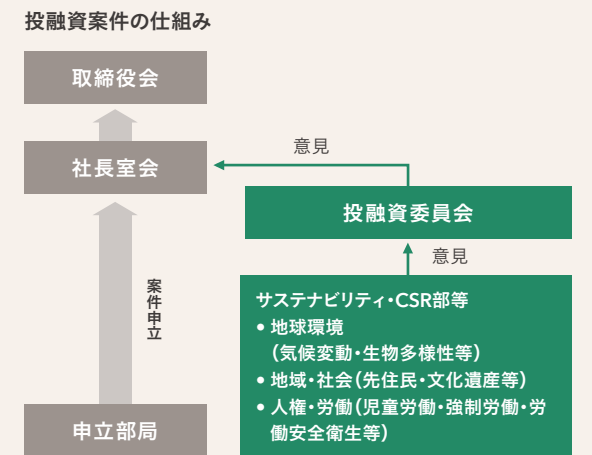 投融資案件の仕組み
取締役会
社長室会
意見
投融資委員会
意見
案件申立
サステナビリティ・CSR部等
• 地球環境
（気候変動・生物多様性等）
• 地域・社会（先住民・文化遺産等）
• 人権・労働（児童労働・強制労働・労
働安全衛生等）
申立部局